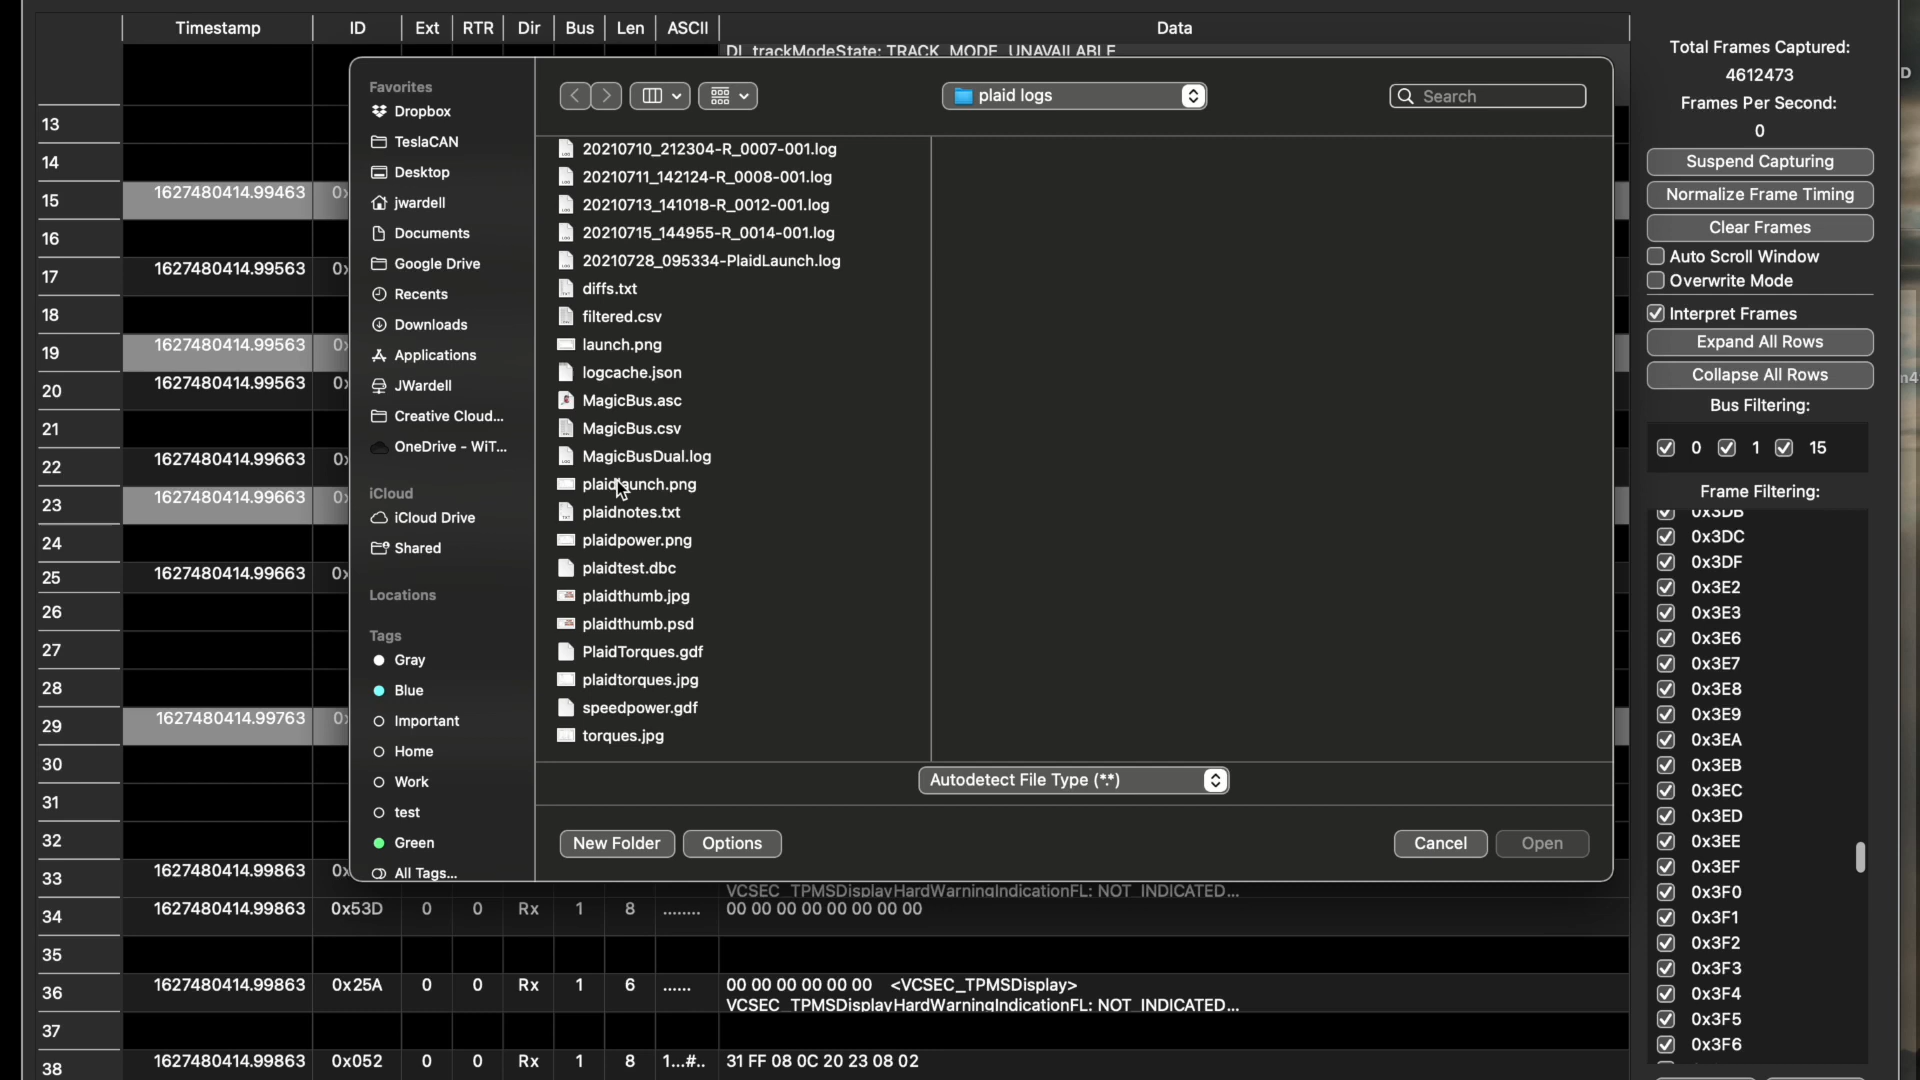 Timestamp ID Ext RTR Dir Bus Len ASCII Data
DI_trackModeState: TRACK_MODE_UNAVAILABLE
13
14
15 1627480414.99463
16
17 1627480414.99563
18
19 1627480414.99563
20 1627480414.99563
21
22 1627480414.99663
23 1627480414.99663
24
25 1627480414.99663
26
27
28
29 1627480414.99763
30
31
32
33 1627480414.99863
VCSEC_TPMSDisplayHardWarningIndicationFL: NOT_INDICATED...
34 1627480414.99863 0x53D 0 0 Rx 1 8 ........ 00 00 00 00 00 00 00 00
35
36 1627480414.99863 0x25A 0 0 Rx 1 6 ...... 00 00 00 00 00 00 <VCSEC_TPMSDisplay>
VCSEC_TPMSDisplayHardWarningIndicationFL: NOT_INDICATED...
37
38 1627480414.99863 0x052 0 0 Rx 1 8 1...#.. 31 FF 08 0C 20 23 08 02
Favorites
Dropbox
TeslaCAN
Desktop
jwardell
Documents
Google Drive
Recents
Downloads
Applications
JWardell
Creative Cloud...
OneDrive - WiT...
iCloud
iCloud Drive
Shared
Locations
Tags
Gray
Blue
Important
Home
Work
test
Green
All Tags...
plaid logs
Search
20210710_212304-R_0007-001.log
20210711_142124-R_0008-001.log
20210713_141018-R_0012-001.log
20210715_144955-R_0014-001.log
20210728_095334-PlaidLaunch.log
diffs.txt
filtered.csv
launch.png
logcache.json
MagicBus.asc
MagicBus.csv
MagicBusDual.log
plaidlaunch.png
plaidnotes.txt
plaidpower.png
plaidtest.dbc
plaidthumb.jpg
plaidthumb.psd
PlaidTorques.gdf
plaidtorques.jpg
speedpower.gdf
torques.jpg
Autodetect File Type (*.*)
New Folder Options Cancel Open
Total Frames Captured:
4612473
Frames Per Second:
0
Suspend Capturing
Normalize Frame Timing
Clear Frames
Auto Scroll Window
Overwrite Mode
Interpret Frames
Expand All Rows
Collapse All Rows
Bus Filtering:
0 1 15
Frame Filtering:
0x3DB
0x3DC
0x3DF
0x3E2
0x3E3
0x3E6
0x3E7
0x3E8
0x3E9
0x3EA
0x3EB
0x3EC
0x3ED
0x3EE
0x3EF
0x3F0
0x3F1
0x3F2
0x3F3
0x3F4
0x3F5
0x3F6